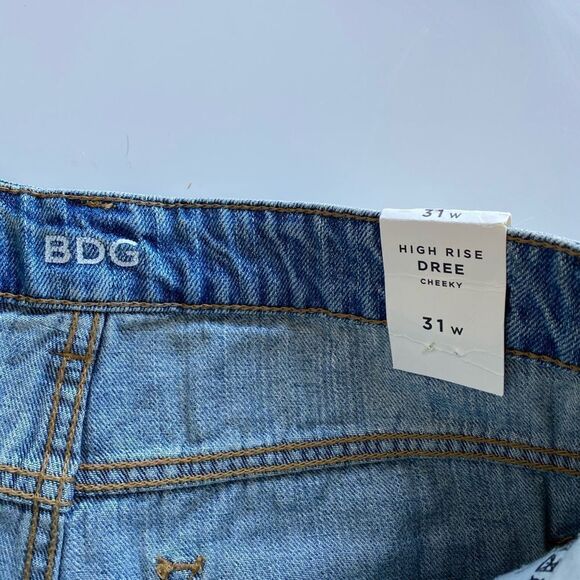 BDG
31 W
HIGH RISE
DREE
CHEEKY
31 W